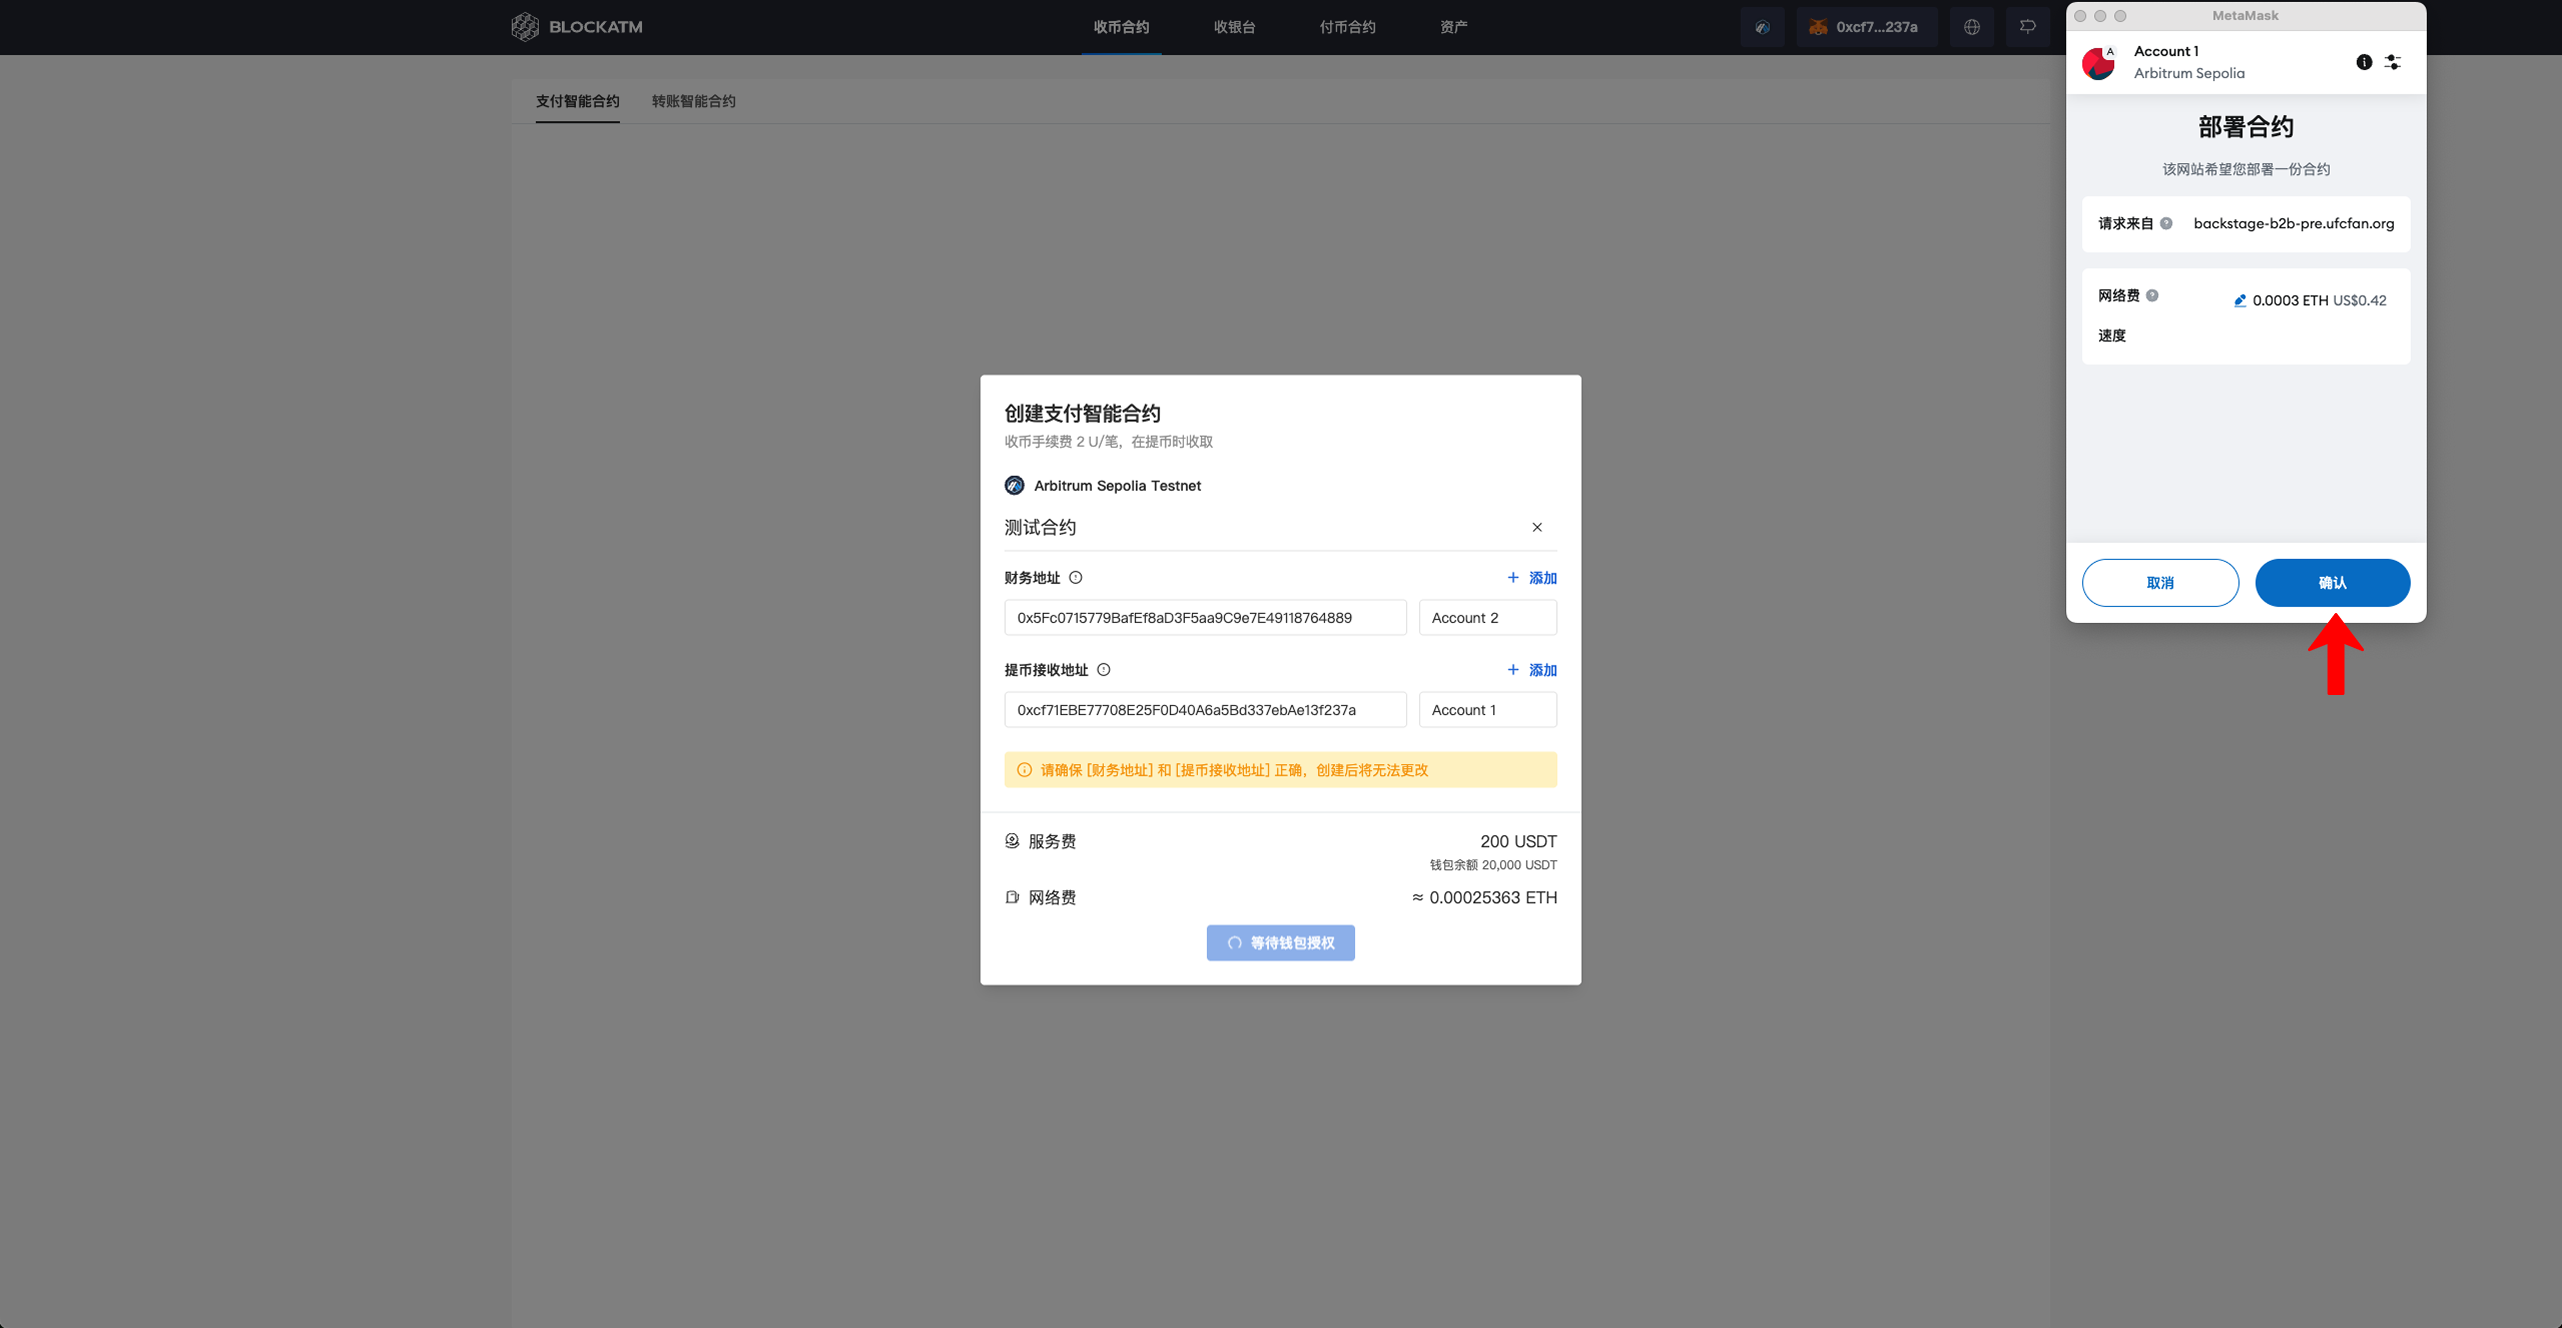 BLOCKATM
收币合约
收银台
付币合约
资产
0xcf7...237a
支付智能合约
转账智能合约
创建支付智能合约
收币手续费 2 U/笔，在提币时收取
Arbitrum Sepolia Testnet
测试合约
财务地址
添加
0x5Fc0715779BafEf8aD3F5aa9C9e7E49118764889
Account 2
提币接收地址
添加
0xcf71EBE77708E25F0D40A6a5Bd337ebAe13f237a
Account 1
请确保 [财务地址] 和 [提币接收地址] 正确，创建后将无法更改
服务费
200 USDT
钱包余额 20,000 USDT
网络费
≈ 0.00025363 ETH
等待钱包授权
MetaMask
A
Account 1
Arbitrum Sepolia
部署合约
该网站希望您部署一份合约
请求来自
backstage-b2b-pre.ufcfan.org
网络费
0.0003 ETH US$0.42
速度
取消
确认